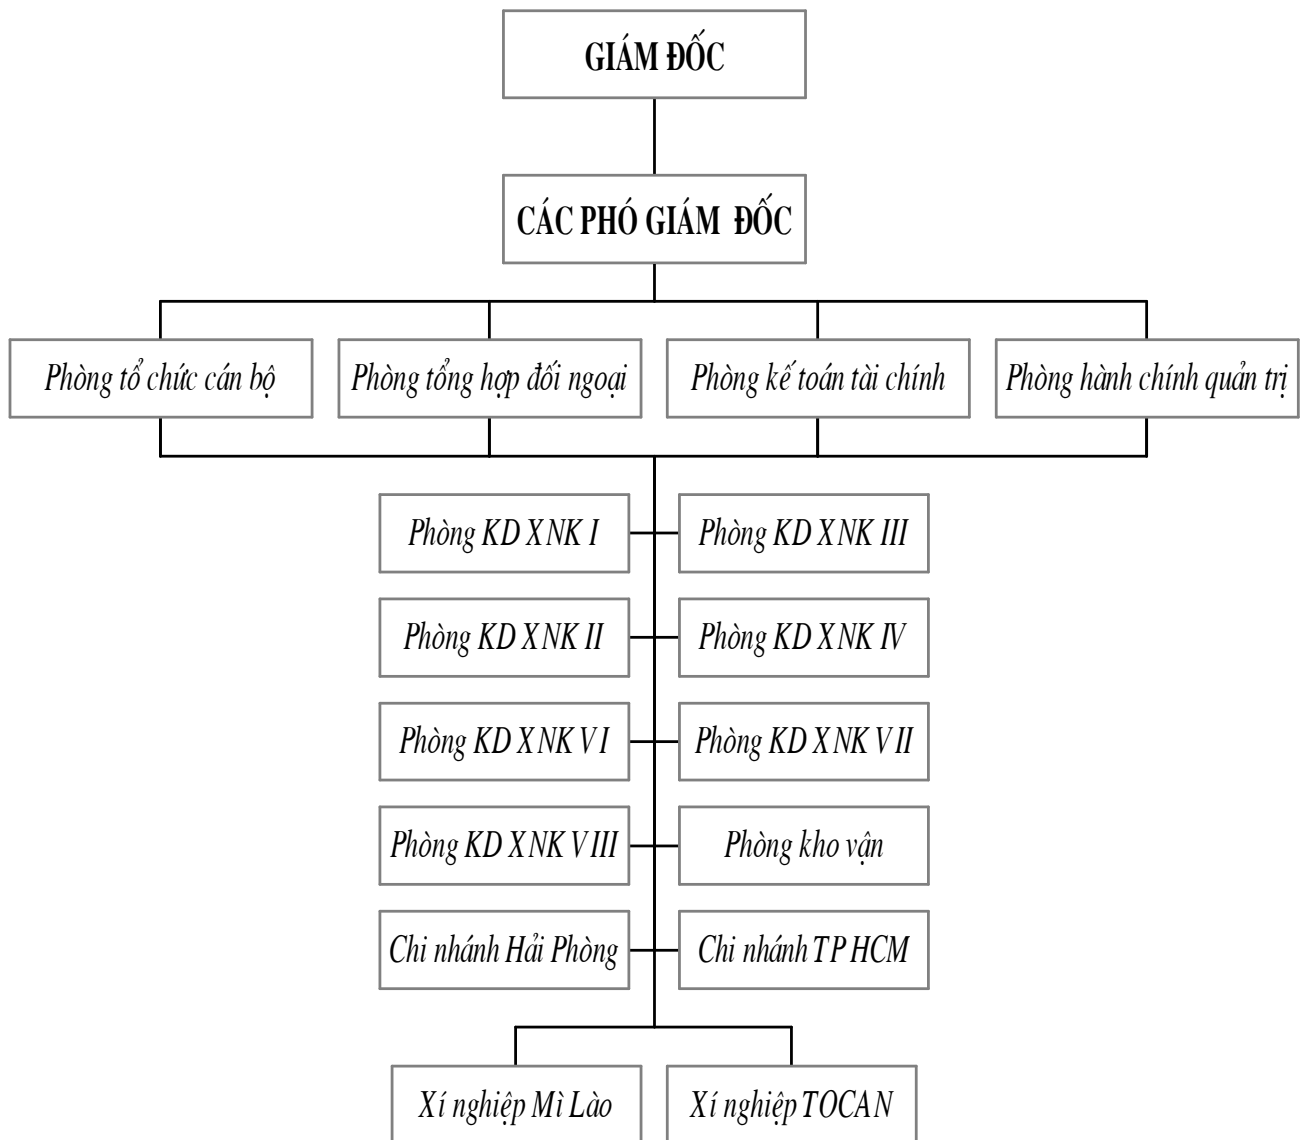 GIÁM ĐỐC
CÁC PHÓ GIÁM ĐỐC
Phòng tổ chức cán bộ
Phòng tổng hợp đối ngoại
Phòng kế toán tài chính
Phòng hành chính quản trị
Phòng KD XNK I
Phòng KD XNK III
Phòng KD XNK II
Phòng KD XNK IV
Phòng KD XNK VI
Phòng KD XNK VII
Phòng KD XNK VIII
Phòng kho vận
Chi nhánh Hải Phòng
Chi nhánh TP HCM
Xí nghiệp Mì Lào
Xí nghiệp TOCAN